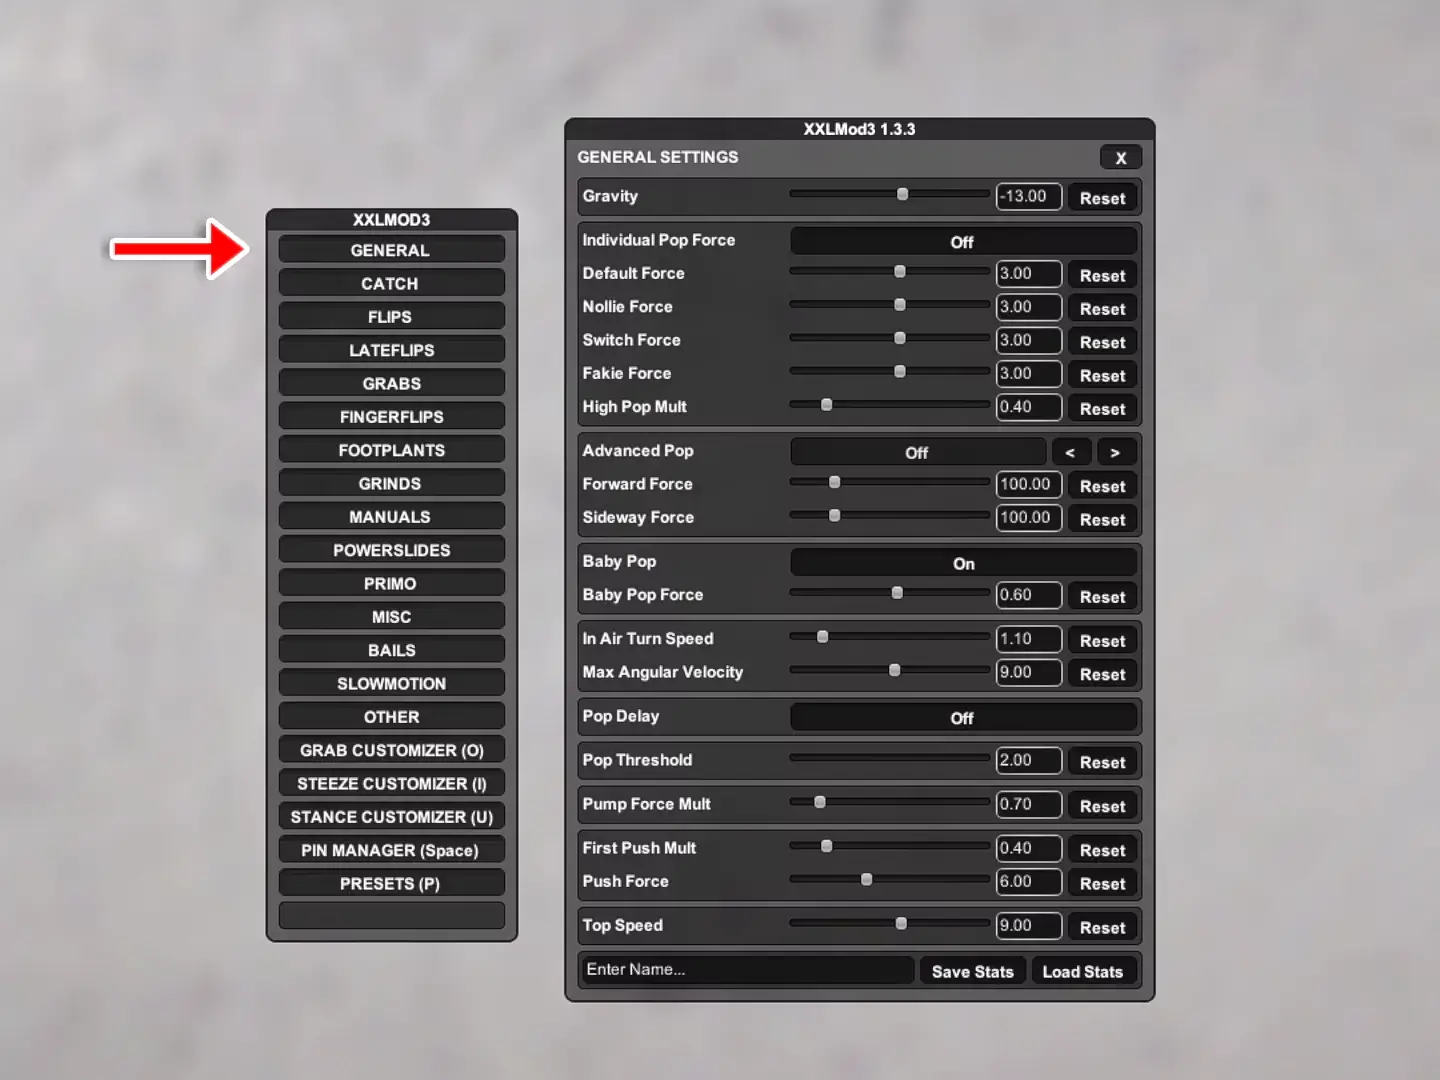 XXLMOD3
GENERAL
CATCH
FLIPS
LATEFLIPS
GRABS
FINGERFLIPS
FOOTPLANTS
GRINDS
MANUALS
POWERSLIDES
PRIMO
MISC
BAILS
SLOWMOTION
OTHER
GRAB CUSTOMIZER (O)
STEEZE CUSTOMIZER (I)
STANCE CUSTOMIZER (U)
PIN MANAGER (Space)
PRESETS (P)
XXLMod3 1.3.3
GENERAL SETTINGS X
Gravity -13.00 Reset
Individual Pop Force Off
Default Force 3.00 Reset
Nollie Force 3.00 Reset
Switch Force 3.00 Reset
Fakie Force 3.00 Reset
High Pop Mult 0.40 Reset
Advanced Pop Off < >
Forward Force 100.00 Reset
Sideway Force 100.00 Reset
Baby Pop On
Baby Pop Force 0.60 Reset
In Air Turn Speed 1.10 Reset
Max Angular Velocity 9.00 Reset
Pop Delay Off
Pop Threshold 2.00 Reset
Pump Force Mult 0.70 Reset
First Push Mult 0.40 Reset
Push Force 6.00 Reset
Top Speed 9.00 Reset
Enter Name... Save Stats Load Stats